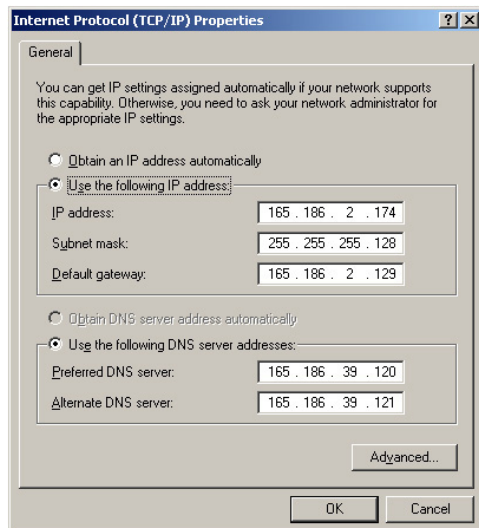 Internet Protocol (TCP/IP) Properties
General
You can get IP settings assigned automatically if your network supports
this capability. Otherwise, you need to ask your network administrator for
the appropriate IP settings.
Obtain an IP address automatically
Use the following IP address:
IP address: 165 . 186 . 2 . 174
Subnet mask: 255 . 255 . 255 . 128
Default gateway: 165 . 186 . 2 . 129
Obtain DNS server address automatically
Use the following DNS server addresses:
Preferred DNS server: 165 . 186 . 39 . 120
Alternate DNS server: 165 . 186 . 39 . 121
Advanced...
OK Cancel